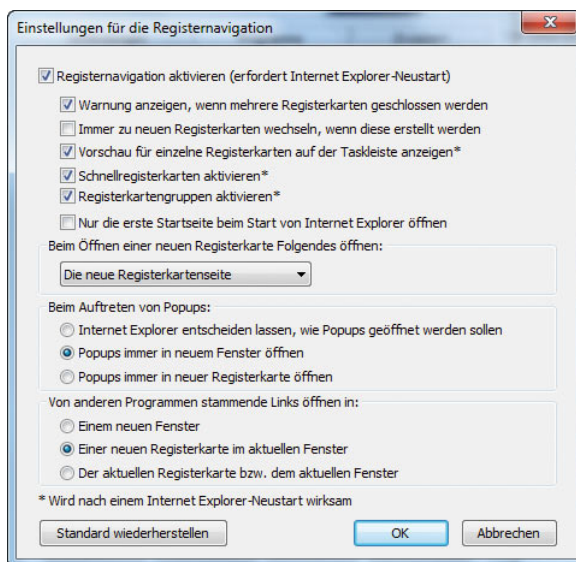 Einstellungen für die Registernavigation
Registernavigation aktivieren (erfordert Internet Explorer-Neustart)
Warnung anzeigen, wenn mehrere Registerkarten geschlossen werden
Immer zu neuen Registerkarten wechseln, wenn diese erstellt werden
Vorschau für einzelne Registerkarten auf der Taskleiste anzeigen*
Schnellregisterkarten aktivieren*
Registerkartengruppen aktivieren*
Nur die erste Startseite beim Start von Internet Explorer öffnen
Beim Öffnen einer neuen Registerkarte Folgendes öffnen:
Die neue Registerkartenseite
Beim Auftreten von Popups:
Internet Explorer entscheiden lassen, wie Popups geöffnet werden sollen
Popups immer in neuem Fenster öffnen
Popups immer in neuer Registerkarte öffnen
Von anderen Programmen stammende Links öffnen in:
Einem neuen Fenster
Einer neuen Registerkarte im aktuellen Fenster
Der aktuellen Registerkarte bzw. dem aktuellen Fenster
* Wird nach einem Internet Explorer-Neustart wirksam
Standard wiederherstellen
OK
Abbrechen